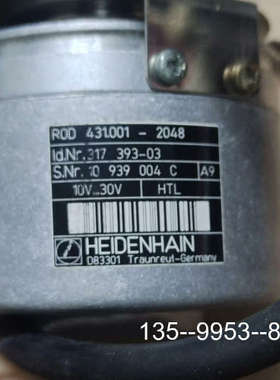 ROD 431.001 - 2048
Id.Nr. 317 393-03
S.Nr. 10 939 004 C A9
10V...30V HTL
HEIDENHAIN
D83301 Traunreut-Germany
135--9953--8